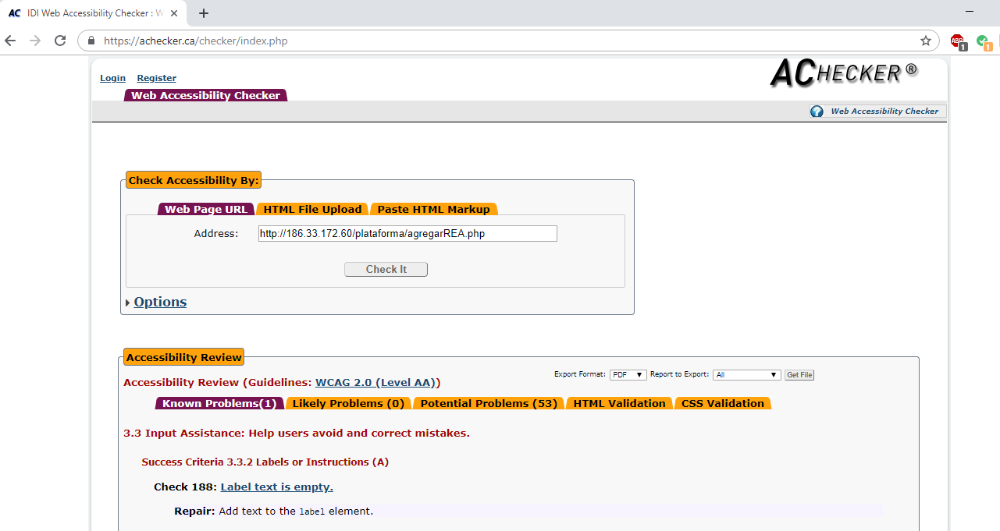 AC IDI Web Accessibility Checker : W
https://achecker.ca/checker/index.php
ABP 1 1
Login Register
ACHECKER ®
Web Accessibility Checker
? Web Accessibility Checker
Check Accessibility By:
Web Page URL HTML File Upload Paste HTML Markup
Address: http://186.33.172.60/plataforma/agregarREA.php
Check It
Options
Accessibility Review
Export Format: PDF Report to Export: All Get File
Accessibility Review (Guidelines: WCAG 2.0 (Level AA))
Known Problems(1) Likely Problems (0) Potential Problems (53) HTML Validation CSS Validation
3.3 Input Assistance: Help users avoid and correct mistakes.
Success Criteria 3.3.2 Labels or Instructions (A)
Check 188: Label text is empty.
Repair: Add text to the label element.